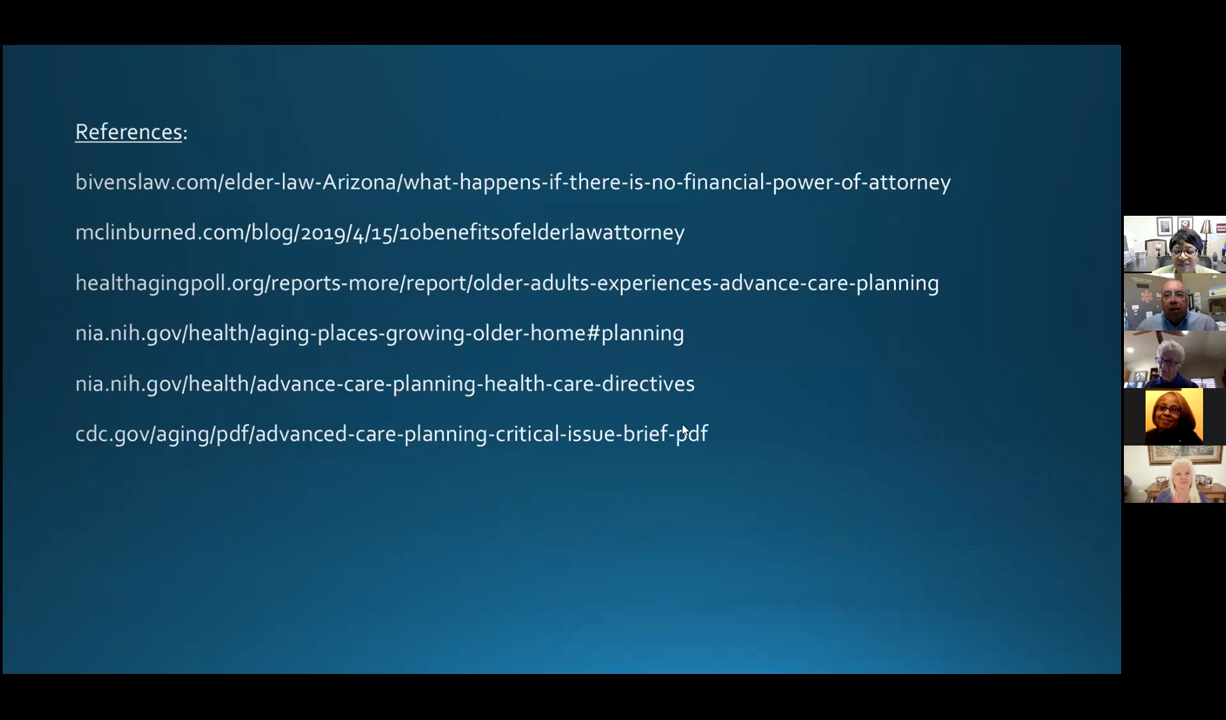 References:
bivenslaw.com/elder-law-Arizona/what-happens-if-there-is-no-financial-power-of-attorney
mclinburned.com/blog/2019/4/15/10benefitsofelderlawattorney
healthagingpoll.org/reports-more/report/older-adults-experiences-advance-care-planning
nia.nih.gov/health/aging-places-growing-older-home#planning
nia.nih.gov/health/advance-care-planning-health-care-directives
cdc.gov/aging/pdf/advanced-care-planning-critical-issue-brief-pdf